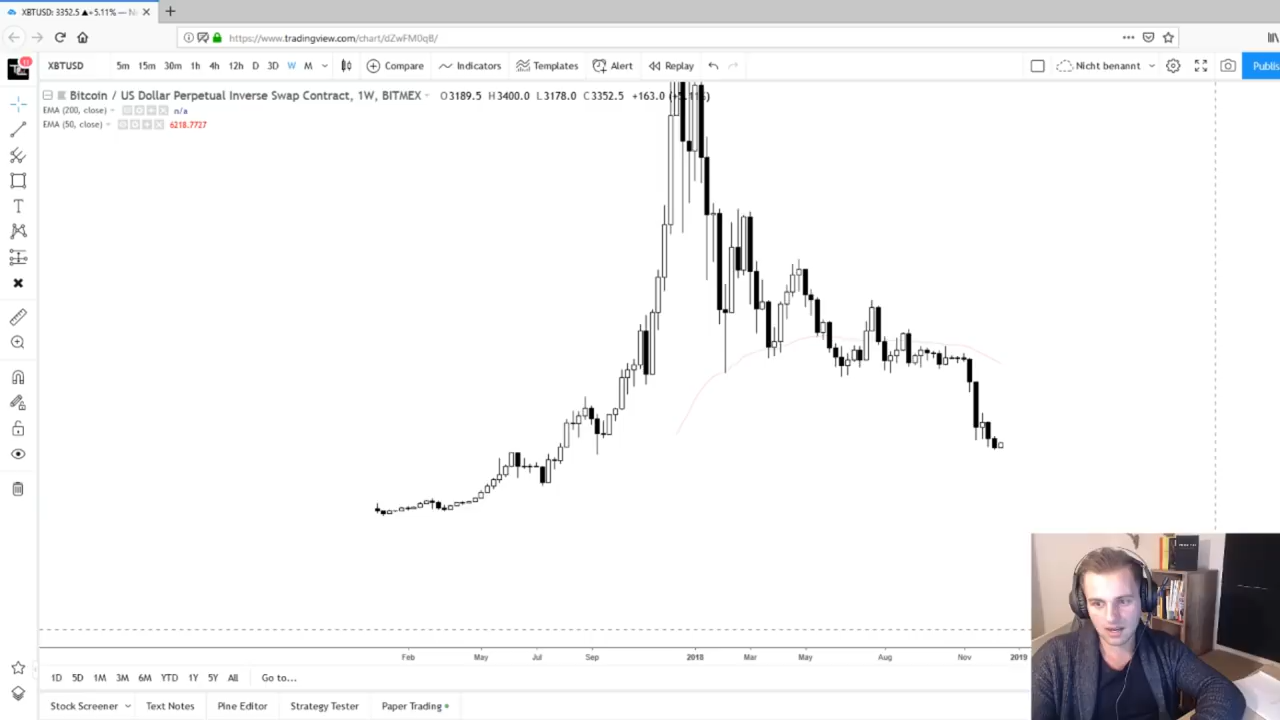 XBTUSD: 3352.5 ▲+5.11% —
https://www.tradingview.com/chart/dZwFM0qB/
XBTUSD 5m 15m 30m 1h 4h 12h D 3D W M Compare Indicators Templates Alert Replay Nicht benannt Publis
Bitcoin / US Dollar Perpetual Inverse Swap Contract, 1W, BITMEX O3189.5 H3400.0 L3178.0 C3352.5 +163.0 (+5.11%)
EMA (200, close) n/a
EMA (50, close) 6218.7727
Feb May Jul Sep 2018 Mar May Aug Nov 2019
1D 5D 1M 3M 6M YTD 1Y 5Y All Go to...
Stock Screener Text Notes Pine Editor Strategy Tester Paper Trading